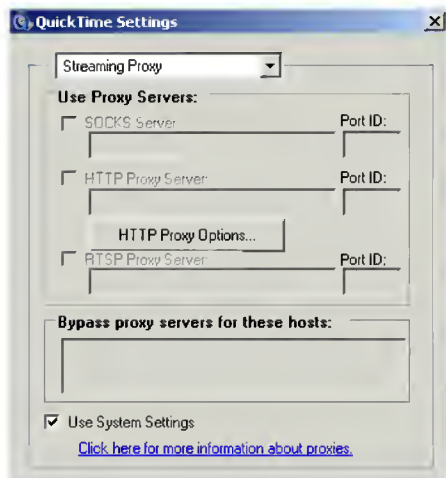 QuickTime Settings
Streaming Proxy
Use Proxy Servers:
SOCKS Server Port ID:
HTTP Proxy Server: Port ID:
HTTP Proxy Options...
RTSP Proxy Server: Port ID:
Bypass proxy servers for these hosts:
Use System Settings
Click here for more information about proxies.